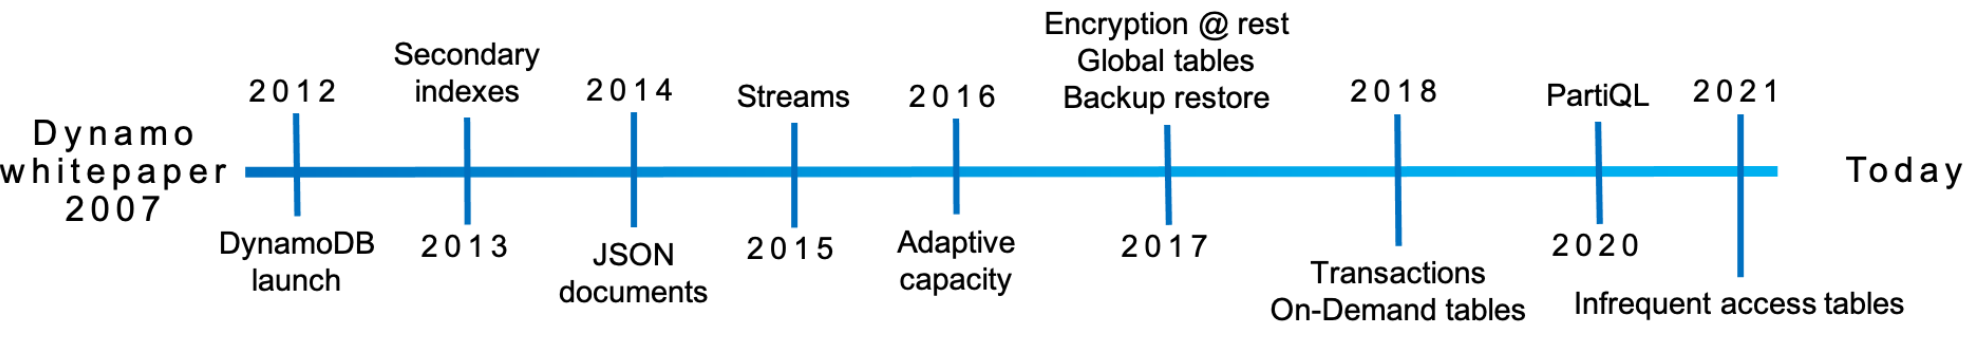 Dynamo
whitepaper
2007
2012
DynamoDB
launch
Secondary
indexes
2013
2014
JSON
documents
Streams
2015
2016
Adaptive
capacity
Encryption @ rest
Global tables
Backup restore
2017
2018
Transactions
On-Demand tables
PartiQL
2020
2021
Infrequent access tables
Today